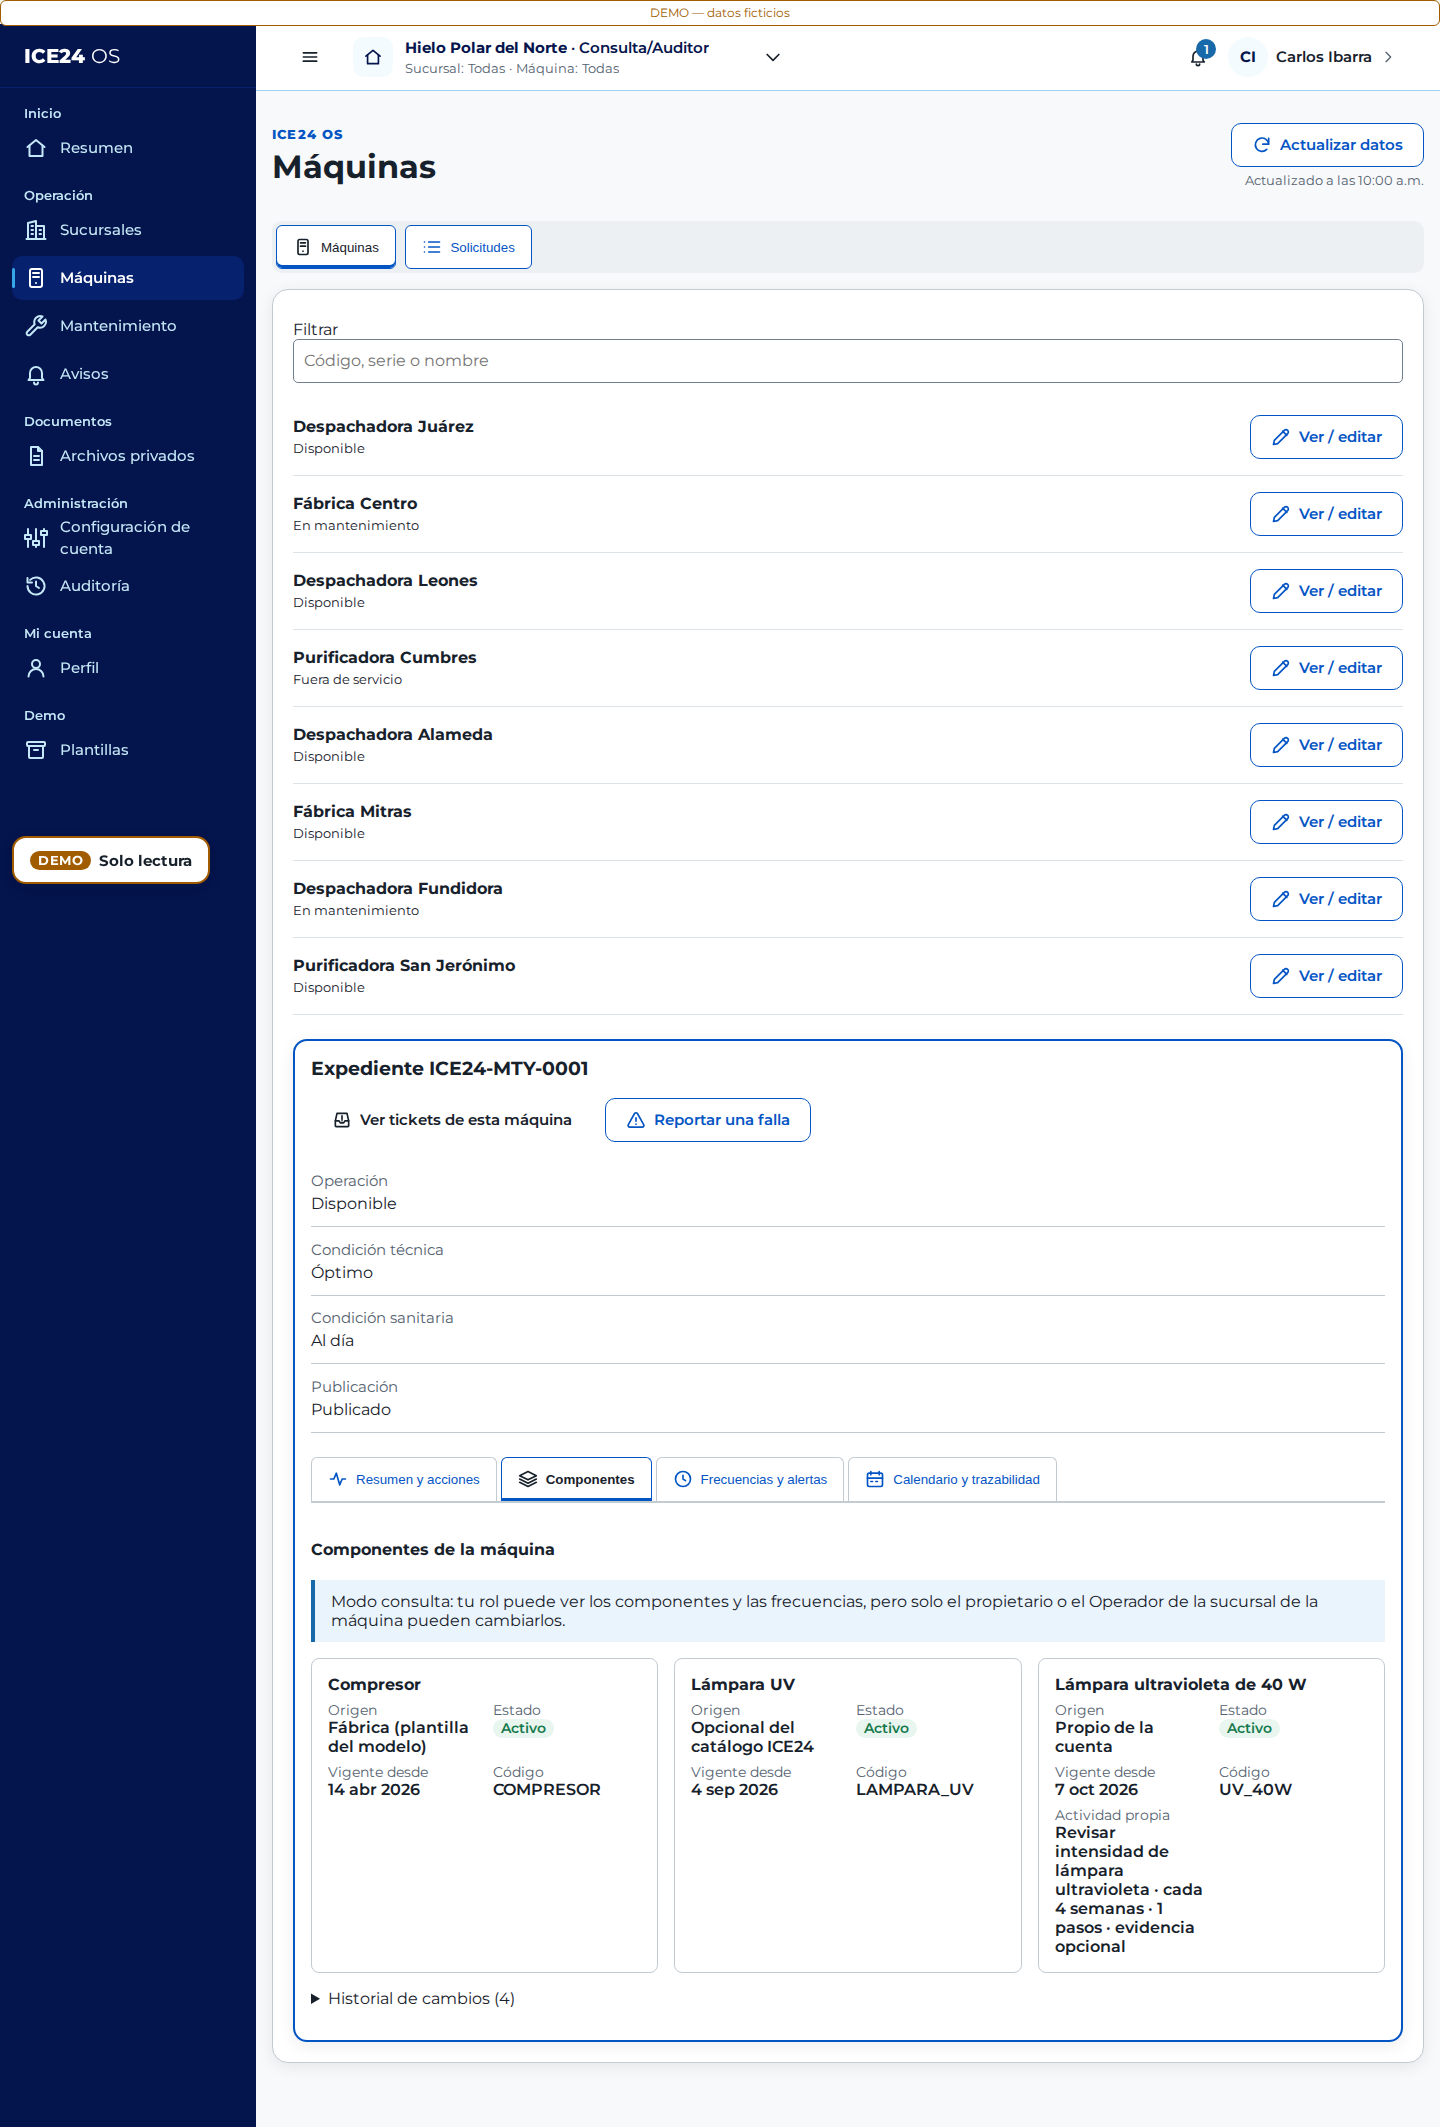 DEMO — datos ficticios
ICE24 OS
Inicio
Resumen
Operación
Sucursales
Máquinas
Mantenimiento
Avisos
Documentos
Archivos privados
Administración
Configuración de
cuenta
Auditoría
Mi cuenta
Perfil
Demo
Plantillas
DEMO Solo lectura
Hielo Polar del Norte · Consulta/Auditor
Sucursal: Todas · Máquina: Todas
1
CI Carlos Ibarra
ICE24 OS
Máquinas
Actualizar datos
Actualizado a las 10:00 a.m.
Máquinas
Solicitudes
Filtrar
Código, serie o nombre
Despachadora Juárez
Disponible
Ver / editar
Fábrica Centro
En mantenimiento
Ver / editar
Despachadora Leones
Disponible
Ver / editar
Purificadora Cumbres
Fuera de servicio
Ver / editar
Despachadora Alameda
Disponible
Ver / editar
Fábrica Mitras
Disponible
Ver / editar
Despachadora Fundidora
En mantenimiento
Ver / editar
Purificadora San Jerónimo
Disponible
Ver / editar
Expediente ICE24-MTY-0001
Ver tickets de esta máquina
Reportar una falla
Operación
Disponible
Condición técnica
Óptimo
Condición sanitaria
Al día
Publicación
Publicado
Resumen y acciones
Componentes
Frecuencias y alertas
Calendario y trazabilidad
Componentes de la máquina
Modo consulta: tu rol puede ver los componentes y las frecuencias, pero solo el propietario o el Operador de la sucursal de la
máquina pueden cambiarlos.
Compresor
Origen
Fábrica (plantilla
del modelo)
Estado
Activo
Vigente desde
14 abr 2026
Código
COMPRESOR
Lámpara UV
Origen
Opcional del
catálogo ICE24
Estado
Activo
Vigente desde
4 sep 2026
Código
LAMPARA_UV
Lámpara ultravioleta de 40 W
Origen
Propio de la
cuenta
Estado
Activo
Vigente desde
7 oct 2026
Código
UV_40W
Actividad propia
Revisar
intensidad de
lámpara
ultravioleta · cada
4 semanas · 1
pasos · evidencia
opcional
Historial de cambios (4)